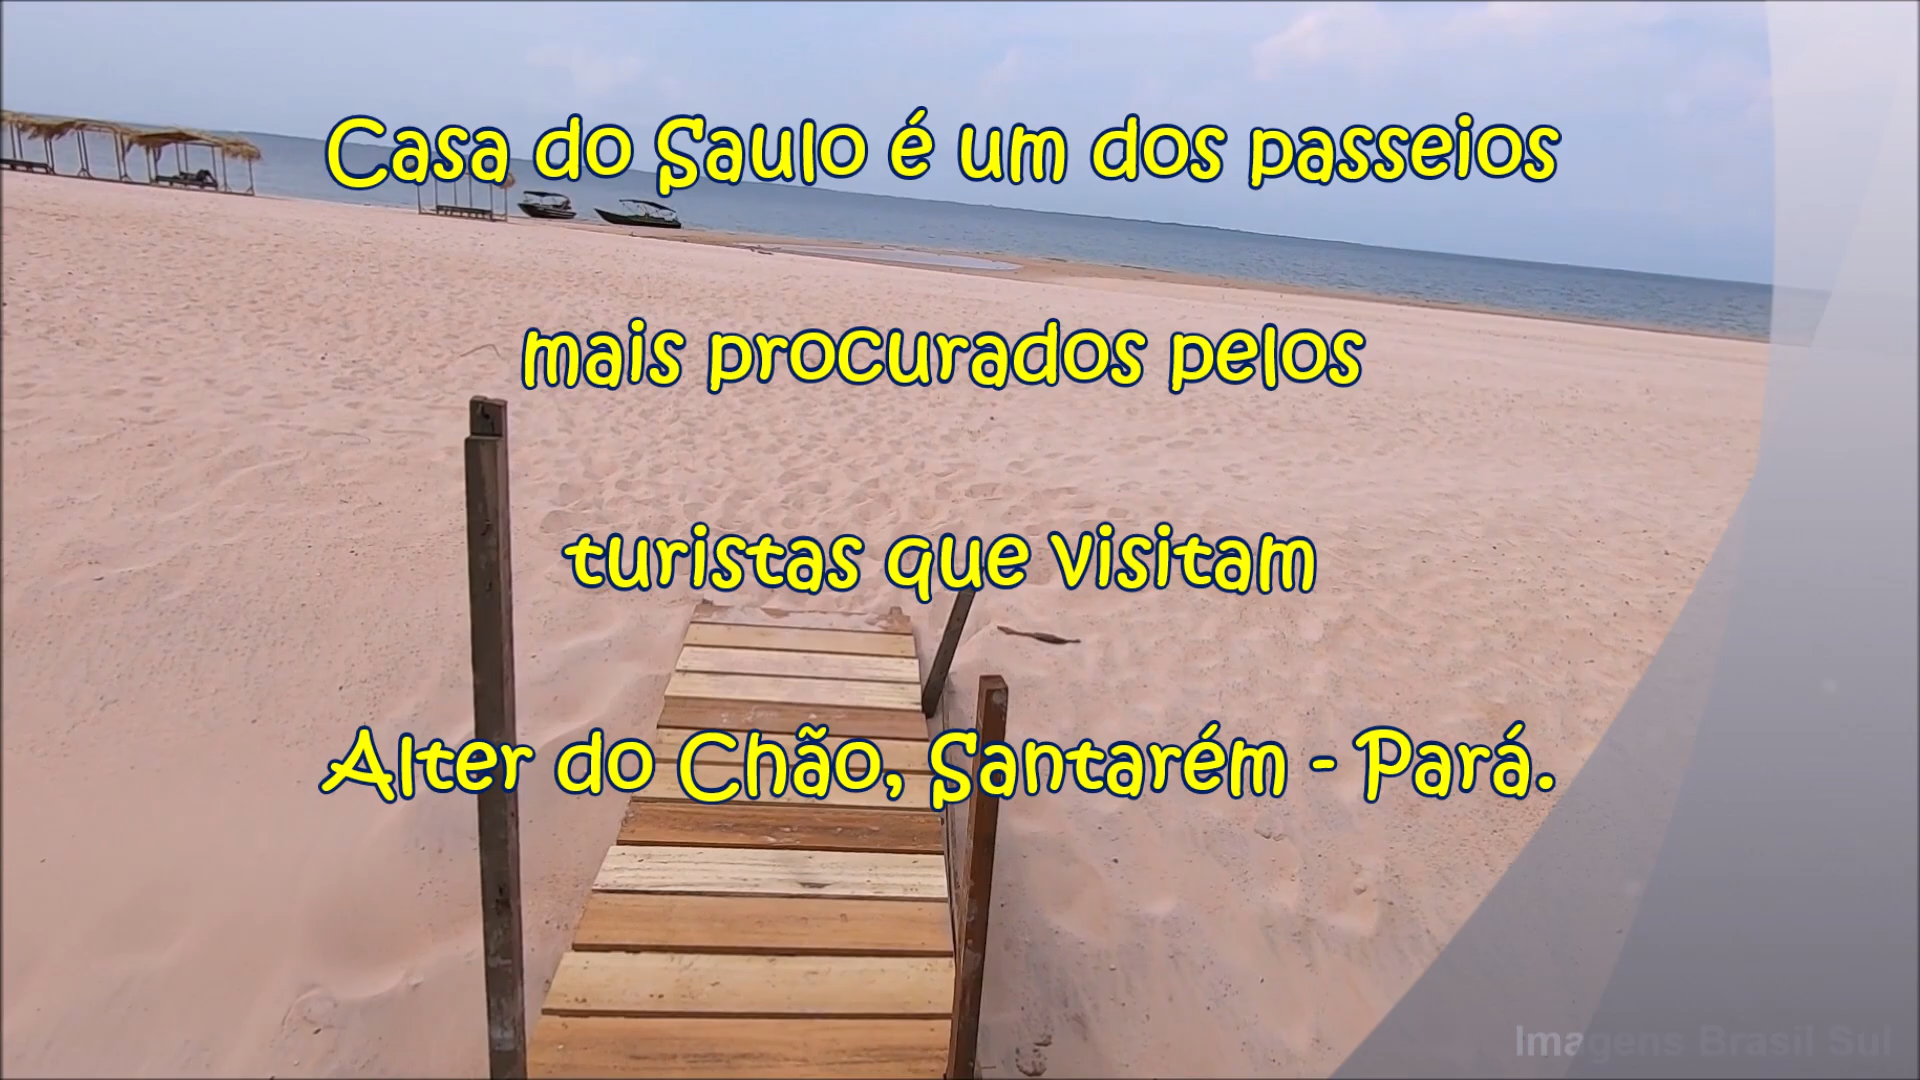 Casa do Saulo é um dos passeios
mais procurados pelos
turistas que visitam
Alter do Chão, Santarém - Pará.
Imagens Brasil Sul